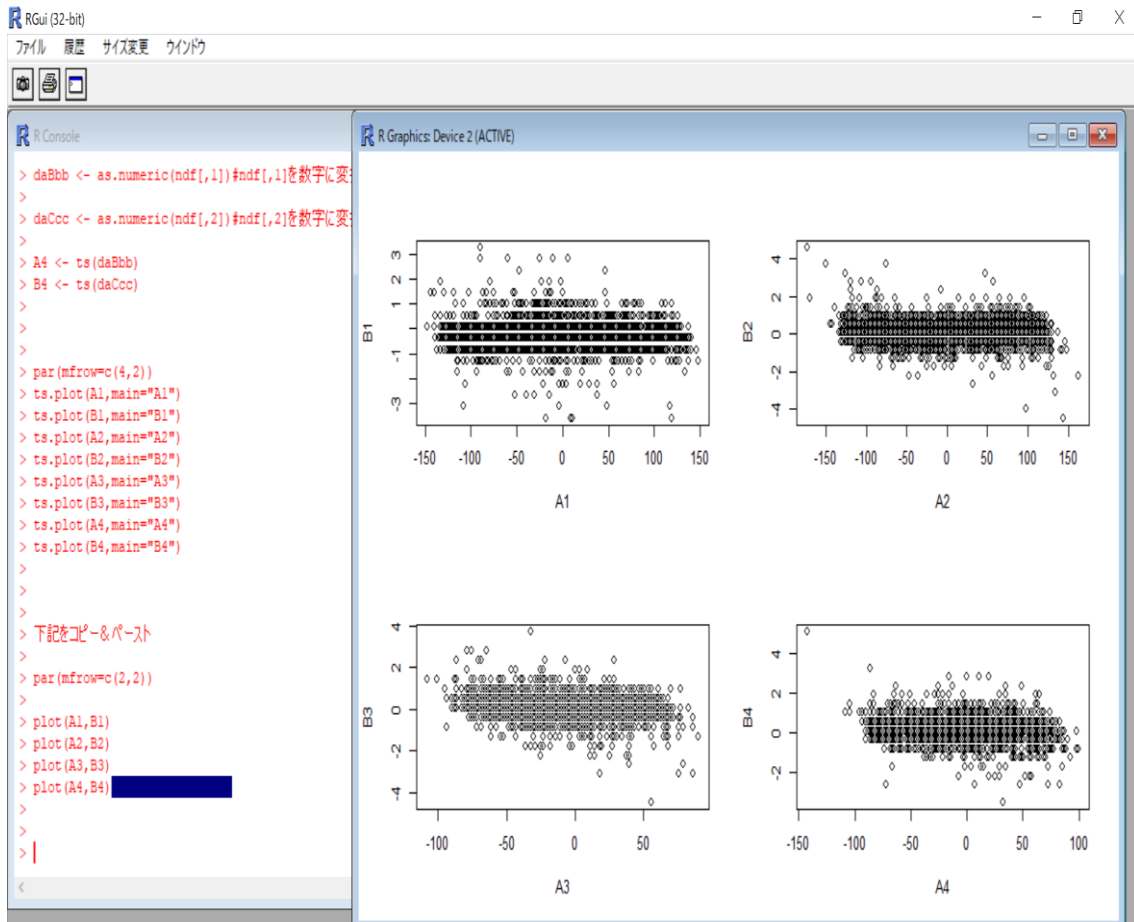 RGui (32-bit)
ファイル 履歴 サイズ変更 ウインドウ
R Console
> daBbb <- as.numeric(ndf[,1])#ndf[,1]を数字に変
>
> daCcc <- as.numeric(ndf[,2])#ndf[,2]を数字に変
>
> A4 <- ts(daBbb)
> B4 <- ts(daCcc)
>
>
>
> par(mfrow=c(4,2))
> ts.plot(A1,main="A1")
> ts.plot(B1,main="B1")
> ts.plot(A2,main="A2")
> ts.plot(B2,main="B2")
> ts.plot(A3,main="A3")
> ts.plot(B3,main="B3")
> ts.plot(A4,main="A4")
> ts.plot(B4,main="B4")
>
>
>
> 下記をコピー＆ペースト
>
> par(mfrow=c(2,2))
>
> plot(A1,B1)
> plot(A2,B2)
> plot(A3,B3)
> plot(A4,B4)
>
>
>
R Graphics: Device 2 (ACTIVE)
B1
3
2
1
-1
-3
-150 -100 -50 0 50 100 150
A1
B2
4
2
0
-2
-4
-150 -100 -50 0 50 100 150
A2
B3
4
2
0
-2
-4
-100 -50 0 50
A3
B4
4
2
0
-2
-150 -100 -50 0 50 100
A4